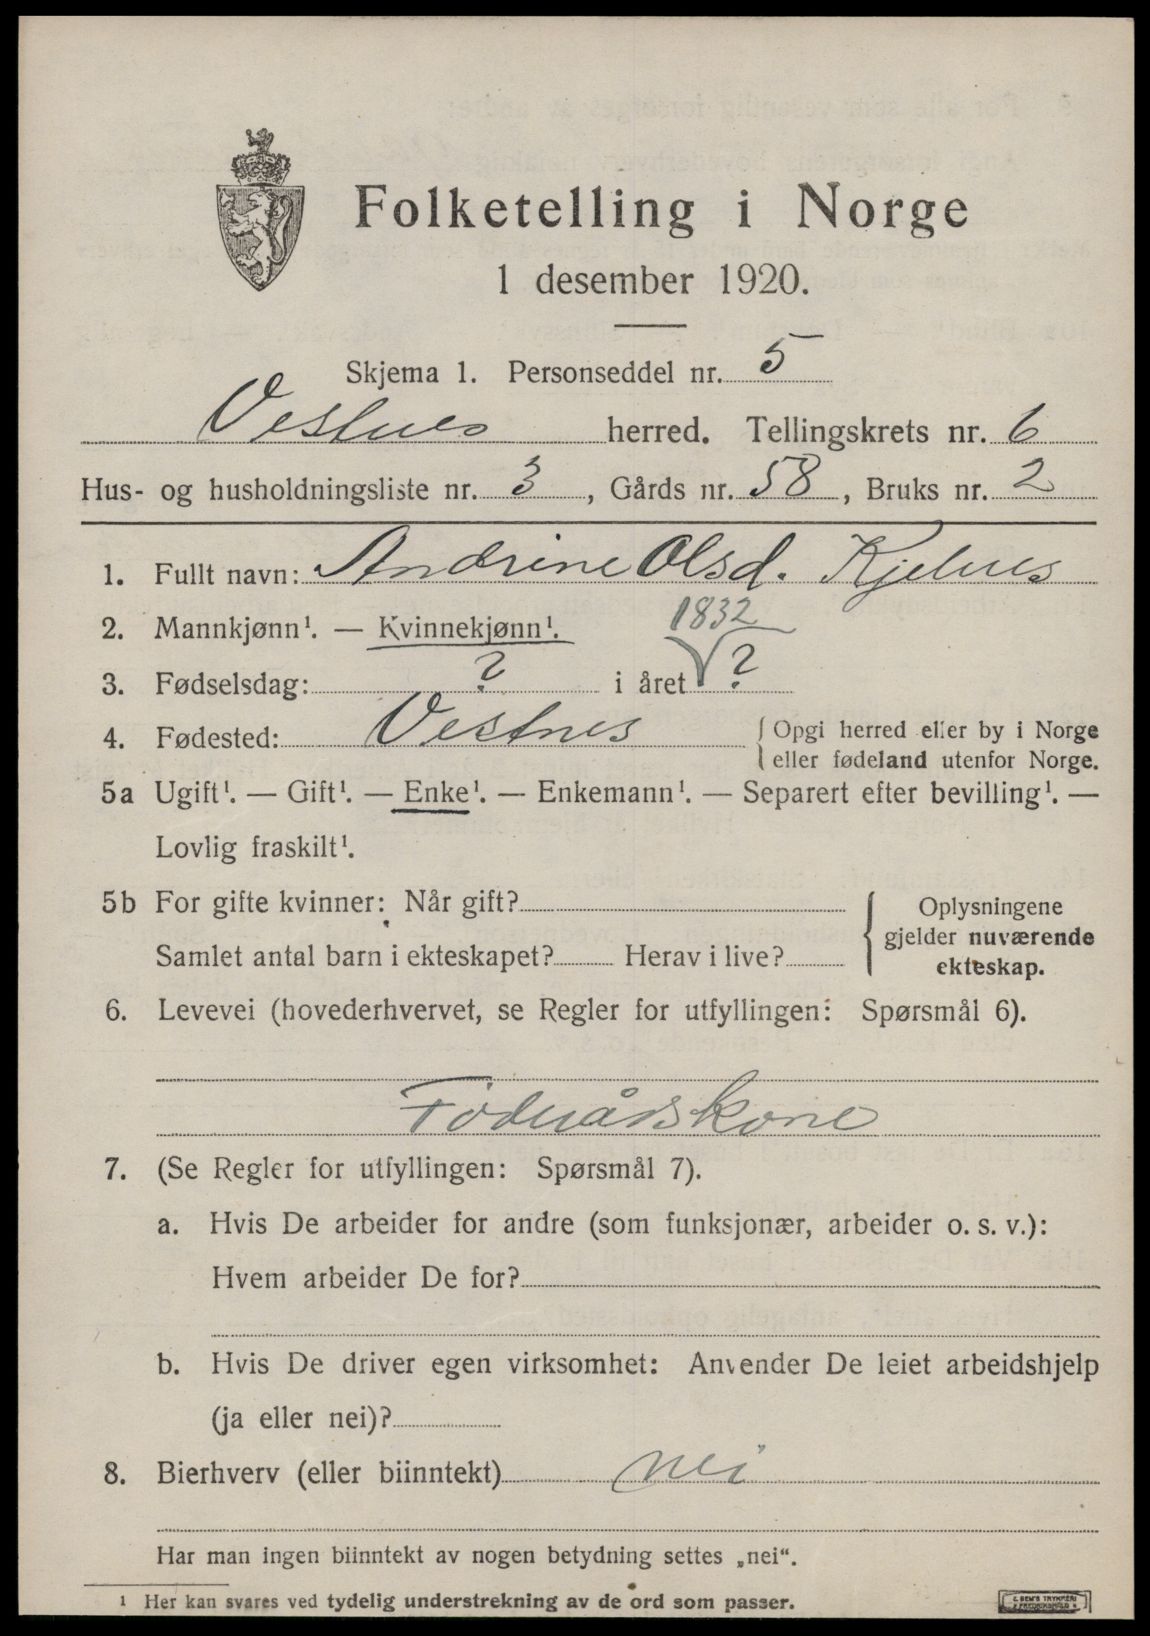 Folketelling i Norge
1 desember 1920.
Skjema 1. Personseddel nr. 5
Vestnes herred. Tellingskrets nr. 6
Hus- og husholdningsliste nr. 3, Gårds nr. 58, Bruks nr. 2
1. Fullt navn: Andrine Olsd. Kjelnes
2. Mannkjønn¹. — Kvinnekjønn¹. 1832
3. Fødselsdag: ? i året ?
4. Fødested: Vestnes { Opgi herred eller by i Norge
eller fødeland utenfor Norge.
5a Ugift¹. — Gift¹. — Enke¹. — Enkemann¹. — Separert efter bevilling¹. —
Lovlig fraskilt¹.
5b For gifte kvinner: Når gift? { Oplysningene
gjelder nuværende
Samlet antal barn i ekteskapet? Herav i live?
ekteskap.
6. Levevei (hovederhvervet, se Regler for utfyllingen: Spørsmål 6).
Føderådskone
7. (Se Regler for utfyllingen: Spørsmål 7).
a. Hvis De arbeider for andre (som funksjonær, arbeider o. s. v.):
Hvem arbeider De for?
b. Hvis De driver egen virksomhet: Anvender De leiet arbeidshjelp
(ja eller nei)?
8. Bierhverv (eller biinntekt) nei
Har man ingen biinntekt av nogen betydning settes „nei".
¹ Her kan svares ved tydelig understrekning av de ord som passer.